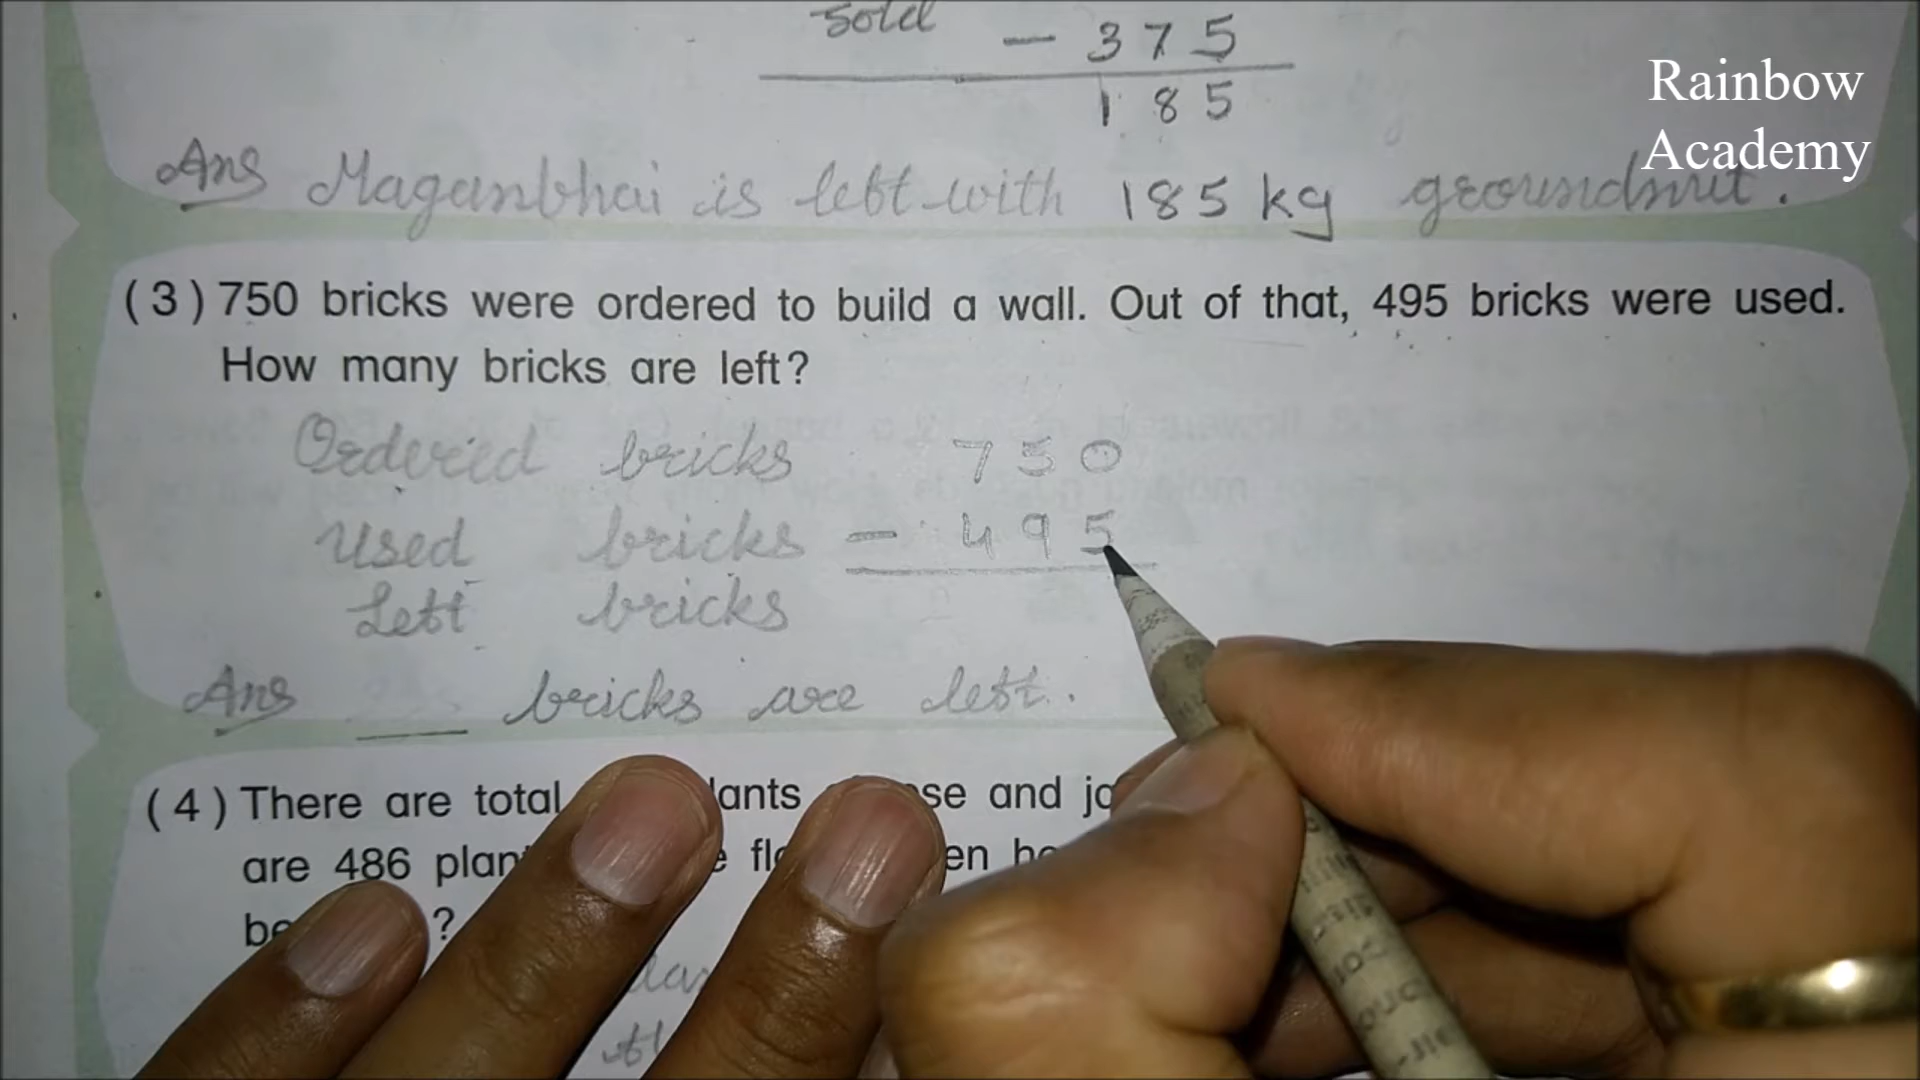 sold - 375
Rainbow
Academy
185
Ans Maganbhai is left with 185 kg groundnut.
(3) 750 bricks were ordered to build a wall. Out of that, 495 bricks were used.
How many bricks are left?
Ordered bricks 750
Used bricks - 495
Left bricks
Ans ___ bricks are left.
(4) There are total and
are 486
?